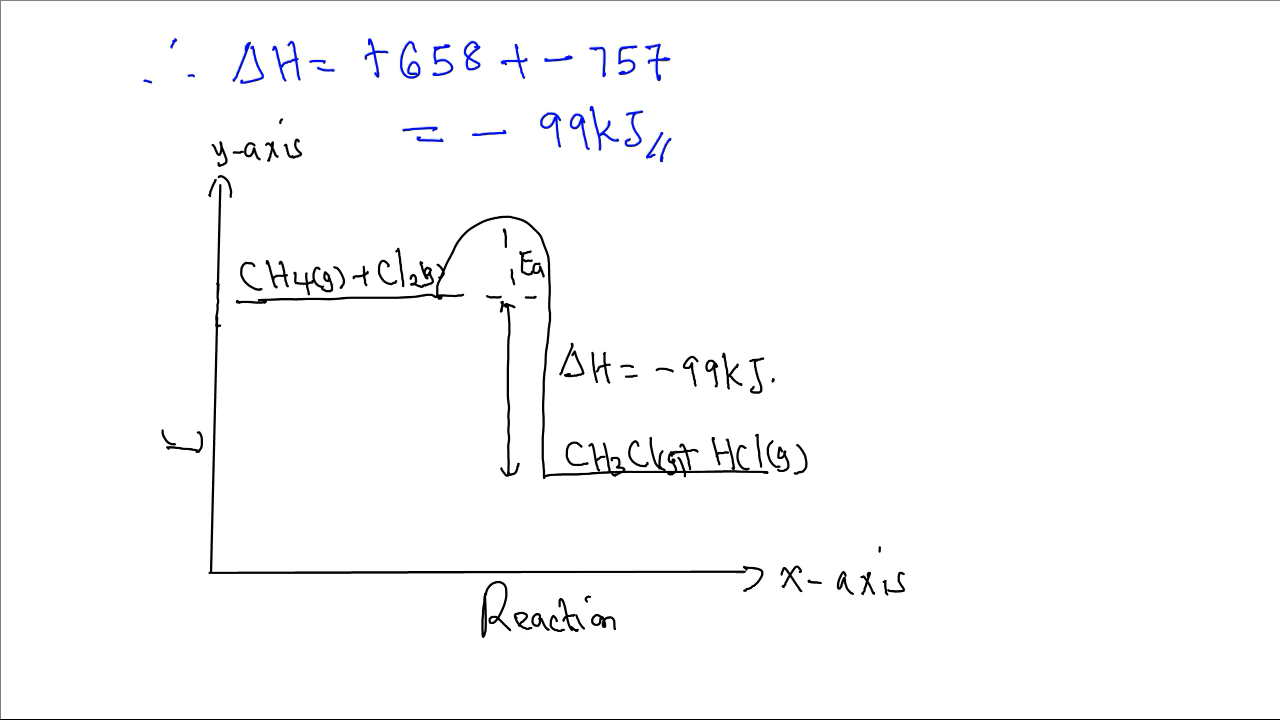 ∴ ΔH = +658 + - 757
= - 99kJ //
y-axis
CH4(g) + Cl2(g)
Ea
ΔH = -99kJ.
E
CH3Cl(g) + HCl(g)
x-axis
Reaction